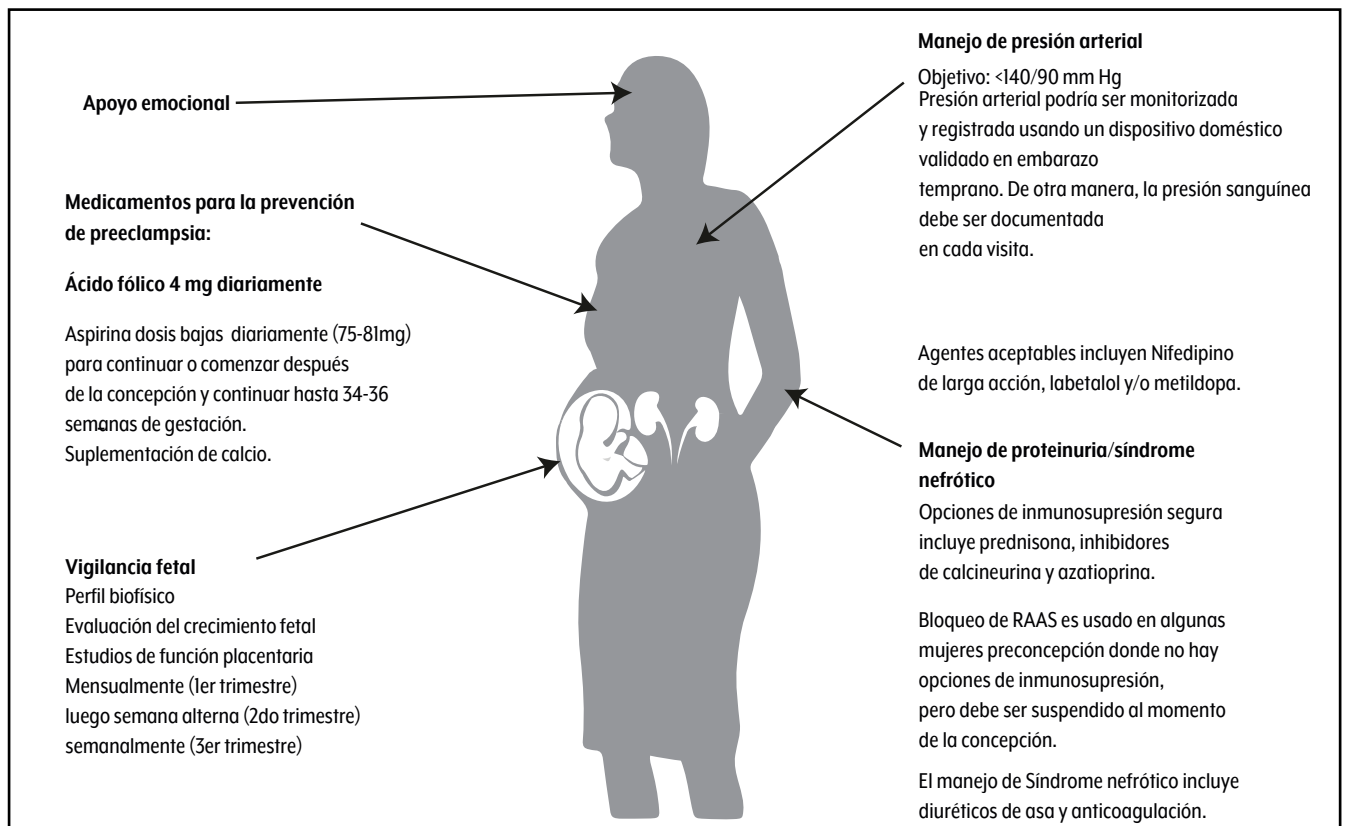 Apoyo emocional
Medicamentos para la prevención
de preeclampsia:
Ácido fólico 4 mg diariamente
Aspirina dosis bajas diariamente (75-81mg)
para continuar o comenzar después
de la concepción y continuar hasta 34-36
semanas de gestación.
Suplementación de calcio.
Vigilancia fetal
Perfil biofísico
Evaluación del crecimiento fetal
Estudios de función placentaria
Mensualmente (1er trimestre)
luego semana alterna (2do trimestre)
semanalmente (3er trimestre)
Manejo de presión arterial
Objetivo: <140/90 mm Hg
Presión arterial podría ser monitorizada
y registrada usando un dispositivo doméstico
validado en embarazo
temprano. De otra manera, la presión sanguínea
debe ser documentada
en cada visita.
Agentes aceptables incluyen Nifedipino
de larga acción, labetalol y/o metildopa.
Manejo de proteinuria/síndrome
nefrótico
Opciones de inmunosupresión segura
incluye prednisona, inhibidores
de calcineurina y azatioprina.
Bloqueo de RAAS es usado en algunas
mujeres preconcepción donde no hay
opciones de inmunosupresión,
pero debe ser suspendido al momento
de la concepción.
El manejo de Síndrome nefrótico incluye
diuréticos de asa y anticoagulación.